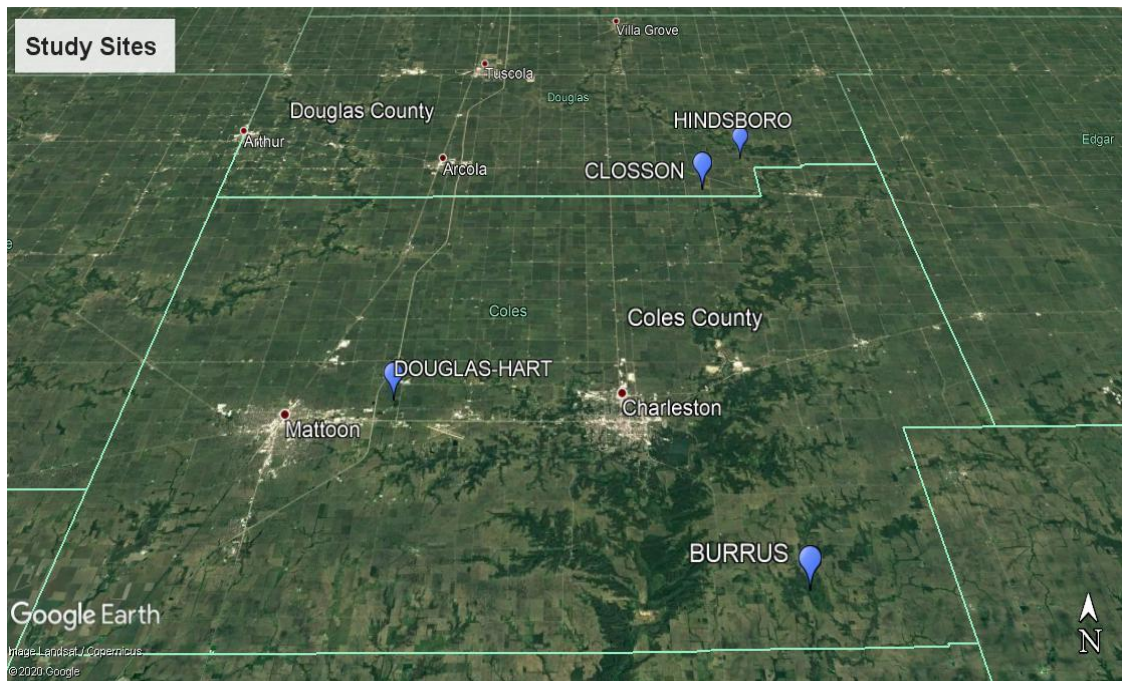 Study Sites
Villa Grove
Tuscola
Douglas
Douglas County
HINDSBORO
Arthur
Edgar
Arcola
CLOSSON
Coles
Coles County
DOUGLAS-HART
Charleston
Mattoon
BURRUS
Google Earth
N
Image Landsat / Copernicus
© 2020 Google